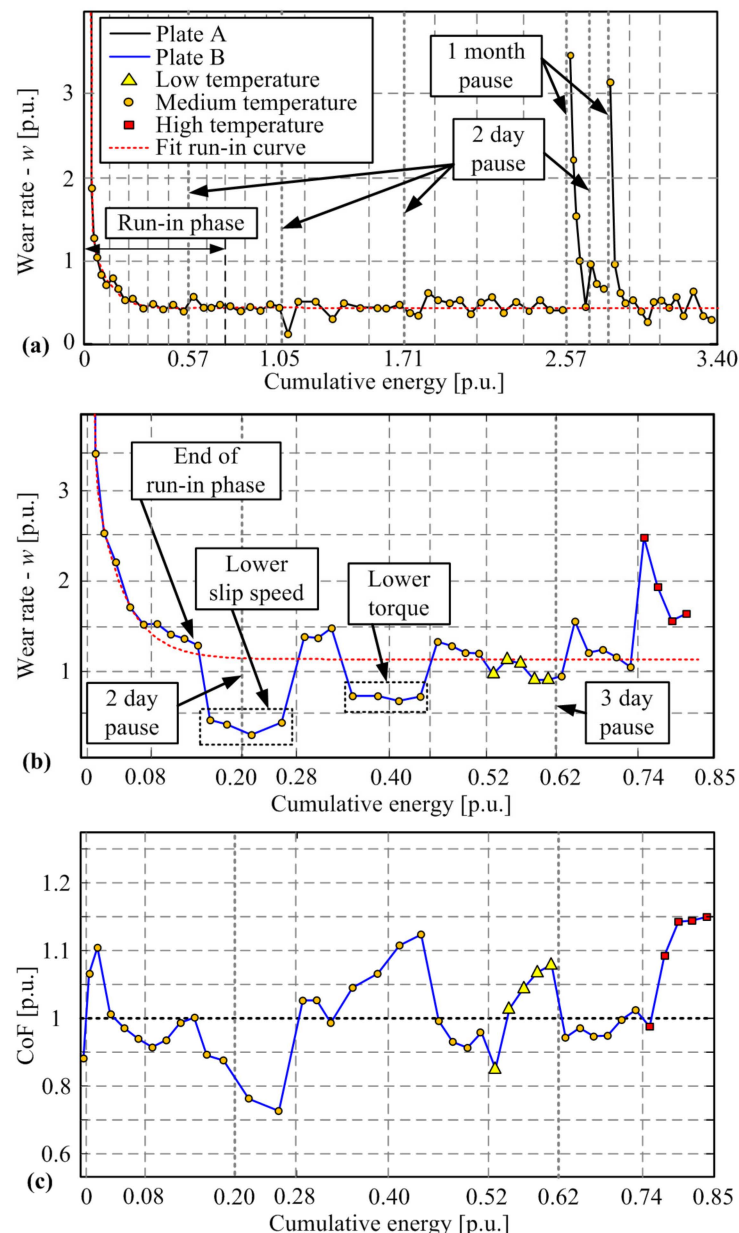 Plate A
Plate B
Low temperature
Medium temperature
High temperature
Fit run-in curve
1 month
pause
2 day
pause
Run-in phase
Wear rate - w [p.u.]
3
2
1
0
0 0.57 1.05 1.71 2.57 3.40
Cumulative energy [p.u.]
(a)
End of
run-in phase
Lower
slip speed
Lower
torque
2 day
pause
3 day
pause
Wear rate - w [p.u.]
3
2
1
0 0.08 0.20 0.28 0.40 0.52 0.62 0.74 0.85
Cumulative energy [p.u.]
(b)
CoF [p.u.]
1.2
1.1
1
0.8
0.6
0 0.08 0.20 0.28 0.40 0.52 0.62 0.74 0.85
Cumulative energy [p.u.]
(c)